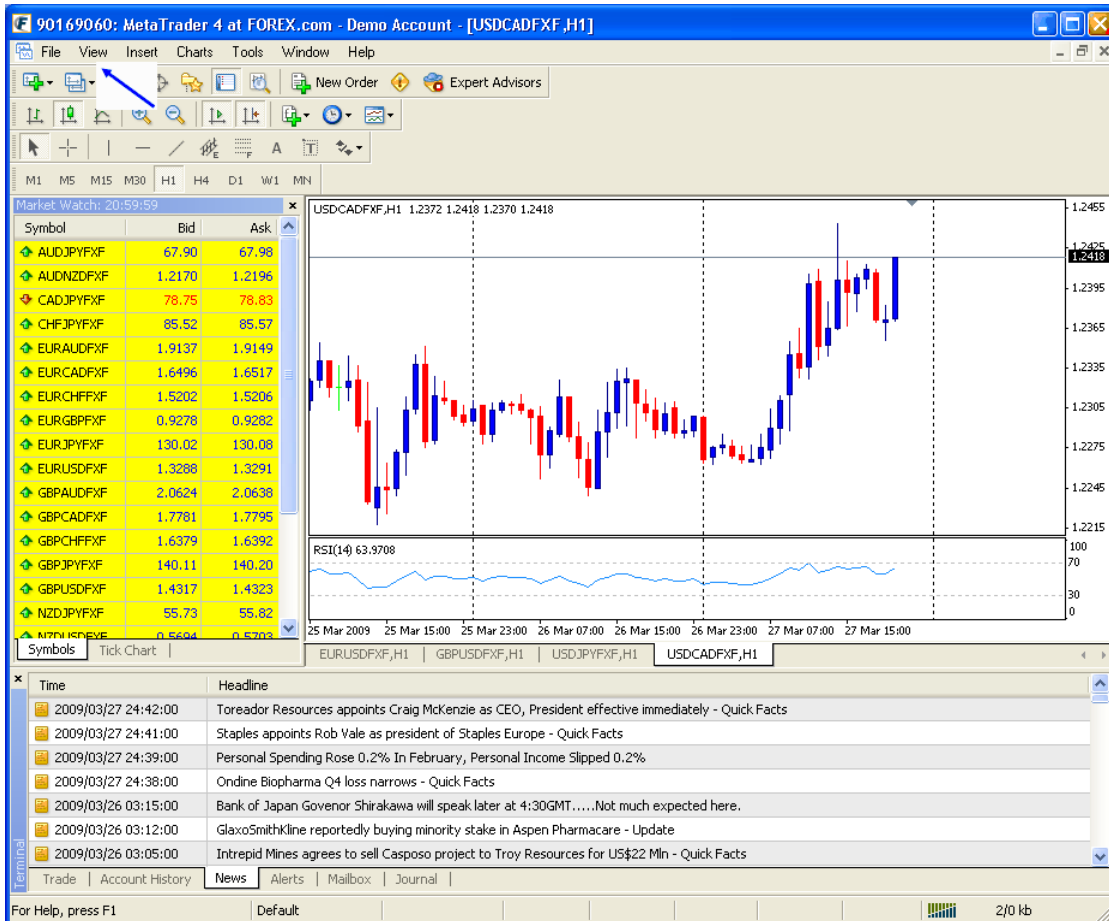 90169060: MetaTrader 4 at FOREX.com - Demo Account - [USDCADFXF,H1]
File View Insert Charts Tools Window Help
New Order Expert Advisors
E F A T
M1 M5 M15 M30 H1 H4 D1 W1 MN
Market Watch: 20:59:59
Symbol Bid Ask
AUDJPYFXF 67.90 67.98
AUDNZDFXF 1.2170 1.2196
CADJPYFXF 78.75 78.83
CHFJPYFXF 85.52 85.57
EURAUDFXF 1.9137 1.9149
EURCADFXF 1.6496 1.6517
EURCHFFXF 1.5202 1.5206
EURGBPFXF 0.9278 0.9282
EURJPYFXF 130.02 130.08
EURUSDFXF 1.3288 1.3291
GBPAUDFXF 2.0624 2.0638
GBPCADFXF 1.7781 1.7795
GBPCHFFXF 1.6379 1.6392
GBPJPYFXF 140.11 140.20
GBPUSDFXF 1.4317 1.4323
NZDJPYFXF 55.73 55.82
NZDUSDFXF 0.5694 0.5703
Symbols Tick Chart
USDCADFXF,H1 1.2372 1.2418 1.2370 1.2418
1.2455
1.2425
1.2418
1.2395
1.2365
1.2335
1.2305
1.2275
1.2245
1.2215
RSI(14) 63.9708
100
70
30
0
25 Mar 2009 25 Mar 15:00 25 Mar 23:00 26 Mar 07:00 26 Mar 15:00 26 Mar 23:00 27 Mar 07:00 27 Mar 15:00
EURUSDFXF,H1 GBPUSDFXF,H1 USDJPYFXF,H1 USDCADFXF,H1
Time Headline
2009/03/27 24:42:00 Toreador Resources appoints Craig McKenzie as CEO, President effective immediately - Quick Facts
2009/03/27 24:41:00 Staples appoints Rob Vale as president of Staples Europe - Quick Facts
2009/03/27 24:39:00 Personal Spending Rose 0.2% In February, Personal Income Slipped 0.2%
2009/03/27 24:38:00 Ondine Biopharma Q4 loss narrows - Quick Facts
2009/03/26 03:15:00 Bank of Japan Govenor Shirakawa will speak later at 4:30GMT.....Not much expected here.
2009/03/26 03:12:00 GlaxoSmithKline reportedly buying minority stake in Aspen Pharmacare - Update
2009/03/26 03:05:00 Intrepid Mines agrees to sell Casposo project to Troy Resources for US$22 Mln - Quick Facts
Terminal
Trade Account History News Alerts Mailbox Journal
For Help, press F1 Default 2/0 kb